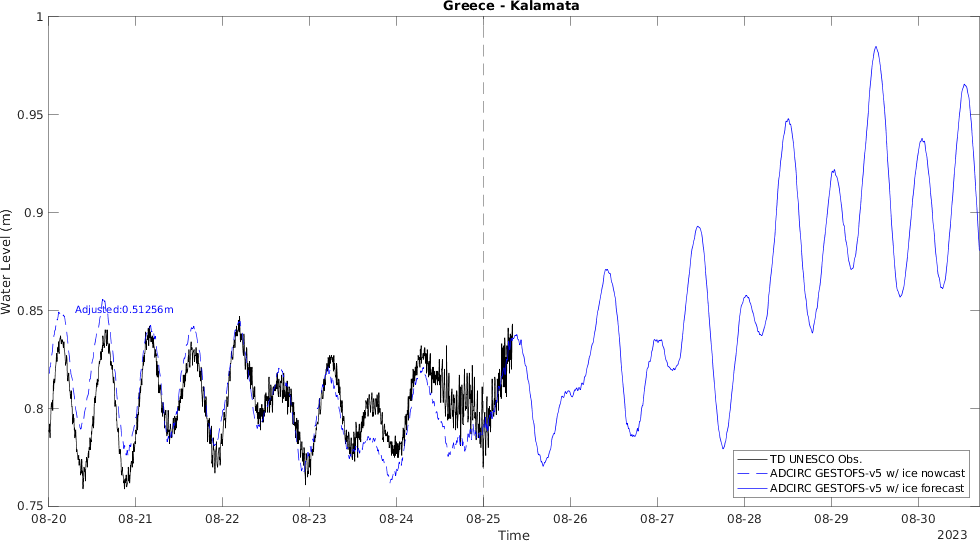 Greece - Kalamata
1
0.95
0.9
0.85
0.8
0.75
Water Level (m)
Adjusted:0.51256m
TD UNESCO Obs.
ADCIRC GESTOFS-v5 w/ ice nowcast
ADCIRC GESTOFS-v5 w/ ice forecast
08-20 08-21 08-22 08-23 08-24 08-25 08-26 08-27 08-28 08-29 08-30
Time
2023